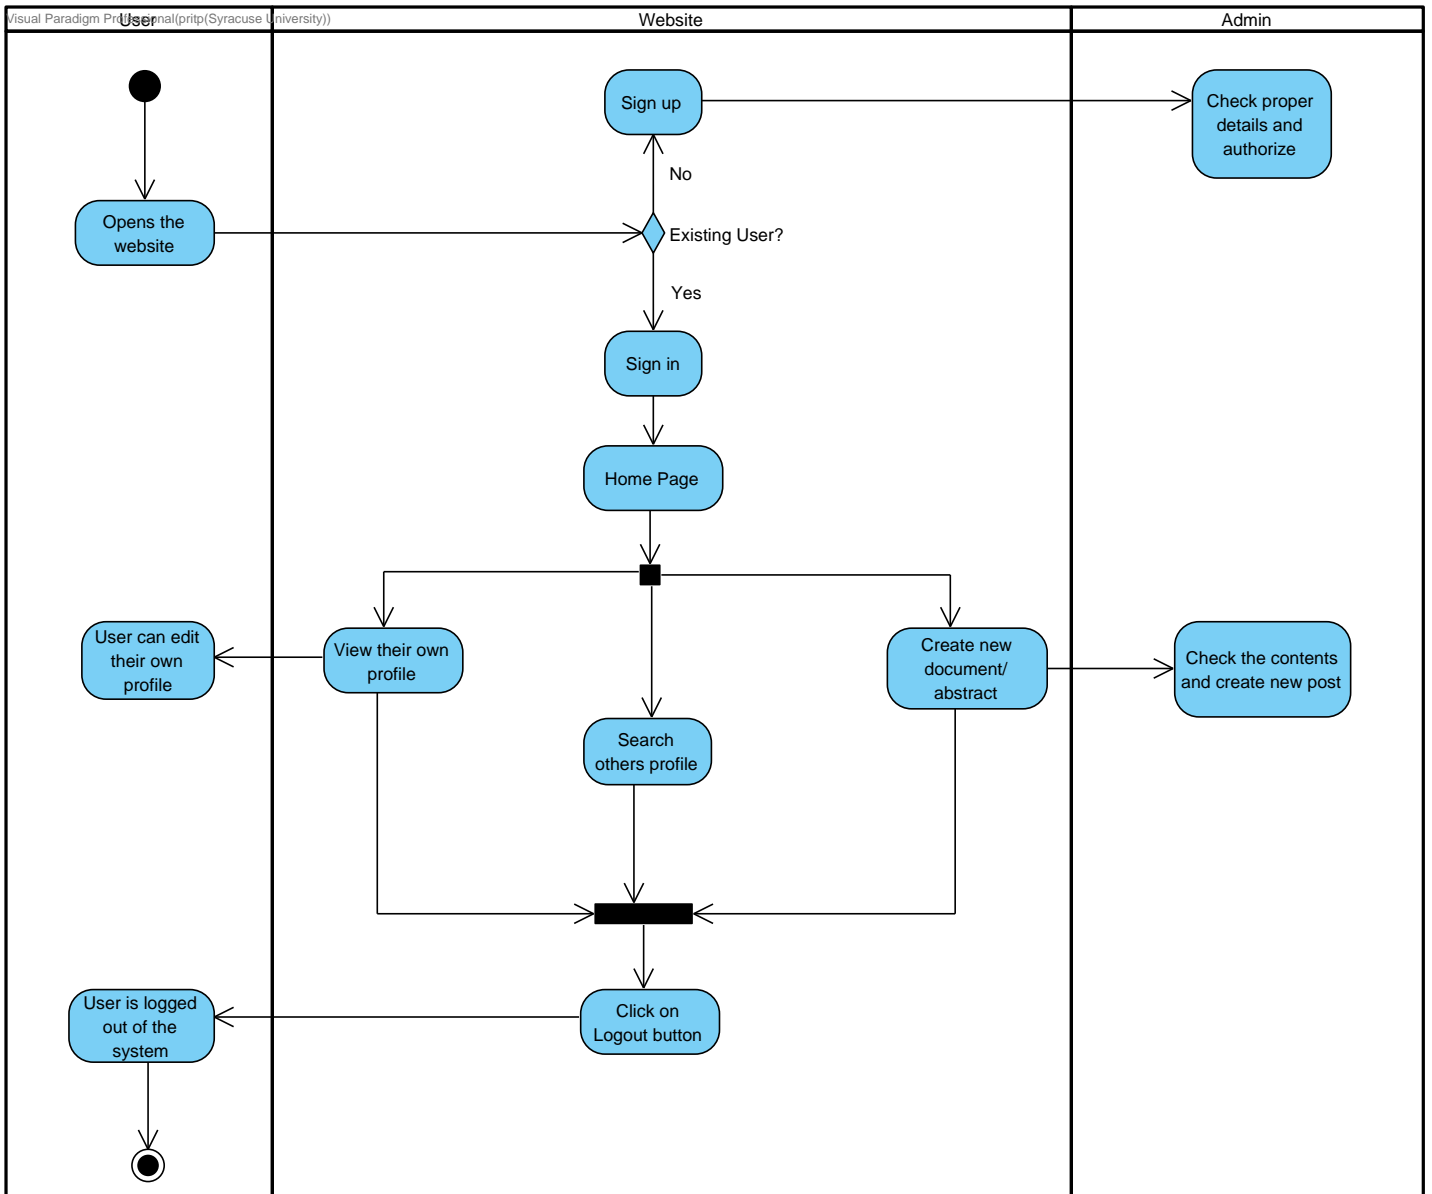 Visual Paradigm Professional(pritp(Syracuse University))
User
Website
Admin
Sign up
Check proper
details and
authorize
No
Opens the
website
Existing User?
Yes
Sign in
Home Page
User can edit
their own
profile
View their own
profile
Create new
document/
abstract
Check the contents
and create new post
Search
others profile
User is logged
out of the
system
Click on
Logout button